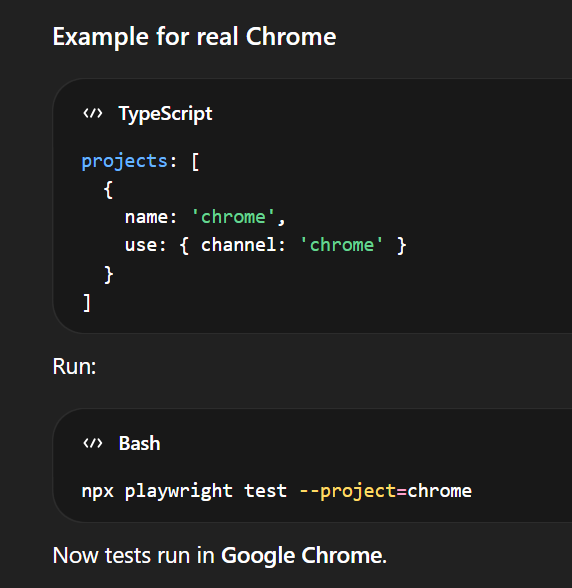 Example for real Chrome
</> TypeScript
projects: [
  {
    name: 'chrome',
    use: { channel: 'chrome' }
  }
]
Run:
</> Bash
npx playwright test --project=chrome
Now tests run in Google Chrome.